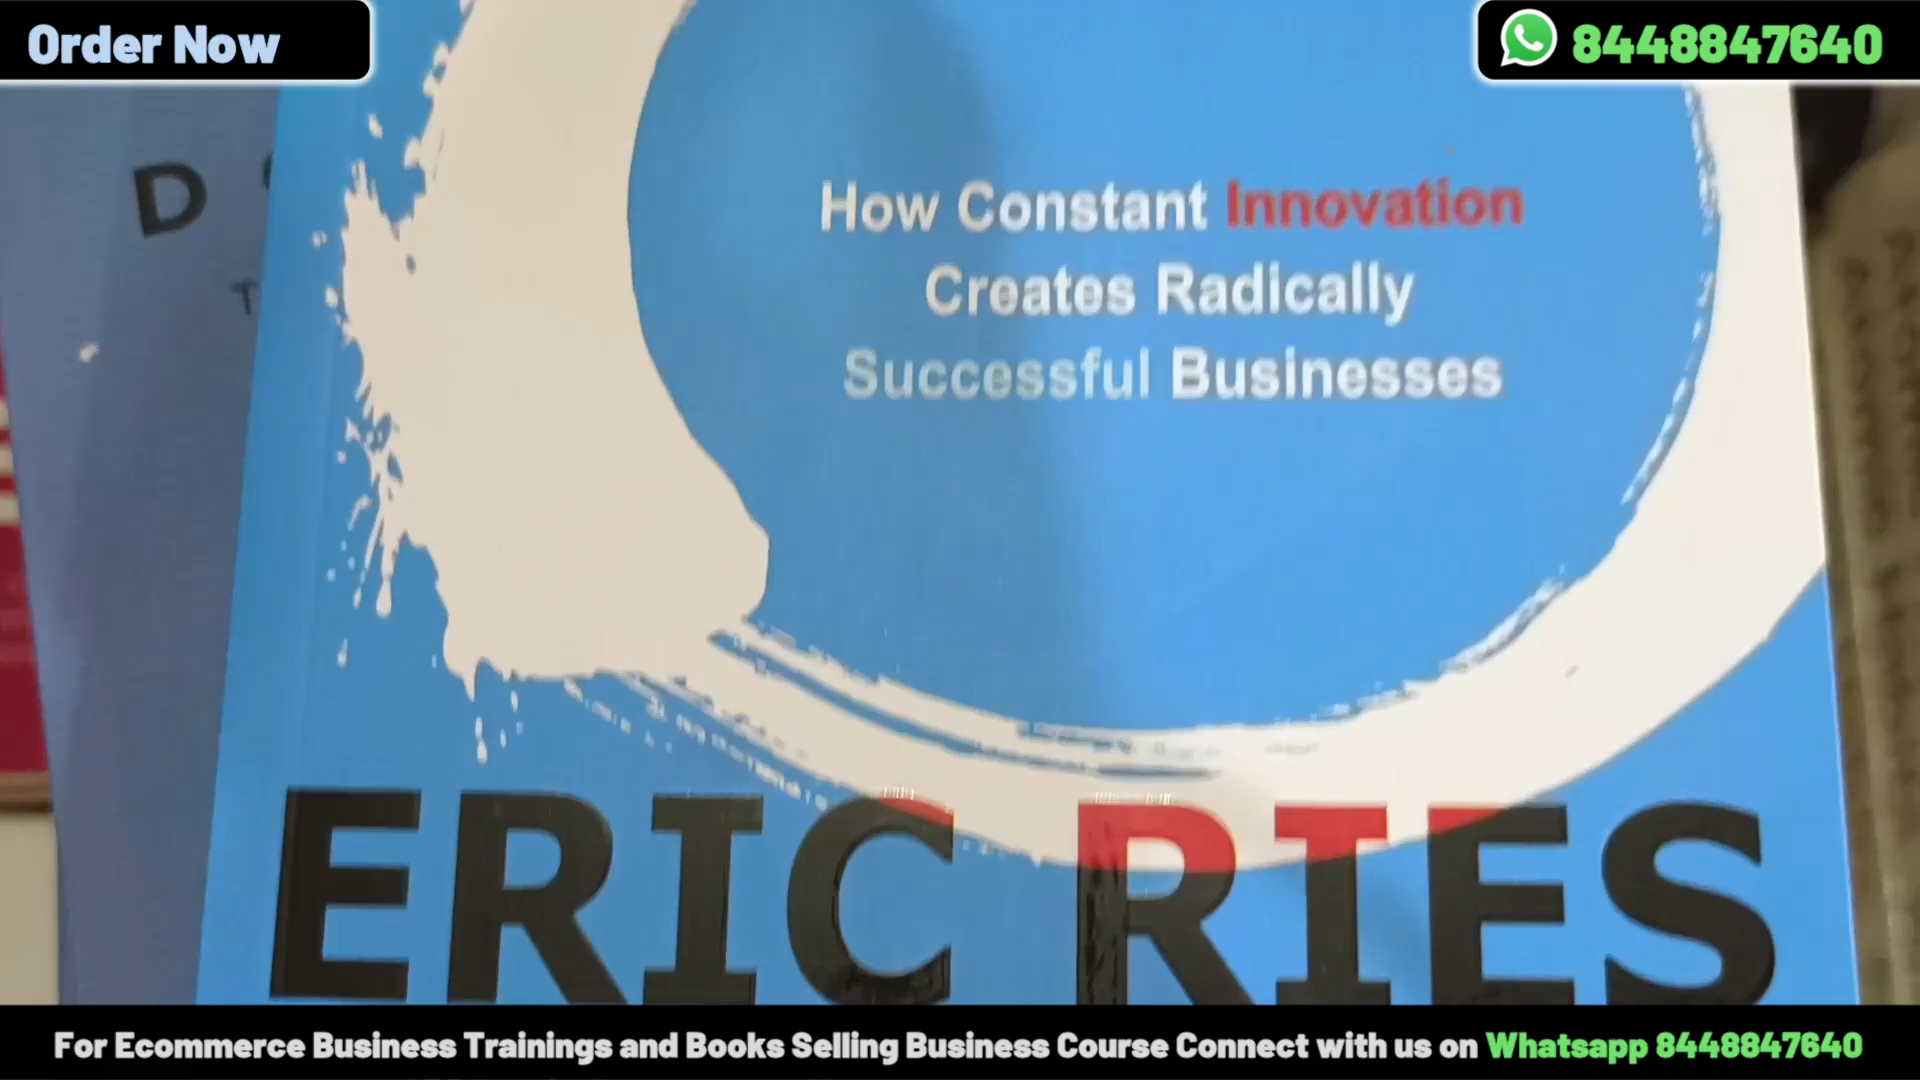 Order Now
8448847640
D
T
How Constant Innovation
Creates Radically
Successful Businesses
ERIC RIES
For Ecommerce Business Trainings and Books Selling Business Course Connect with us on Whatsapp 8448847640